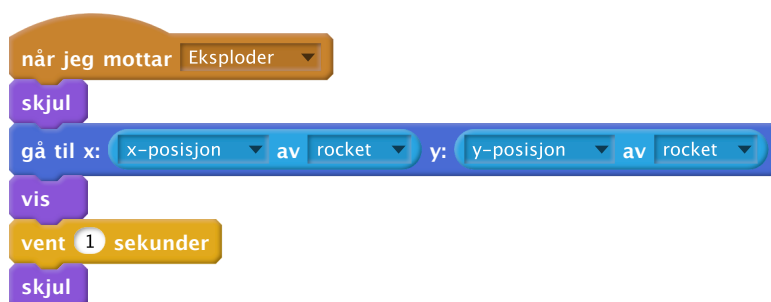 når jeg mottar Eksploder
skjul
gå til x: x-posisjon av rocket y: y-posisjon av rocket
vis
vent 1 sekunder
skjul